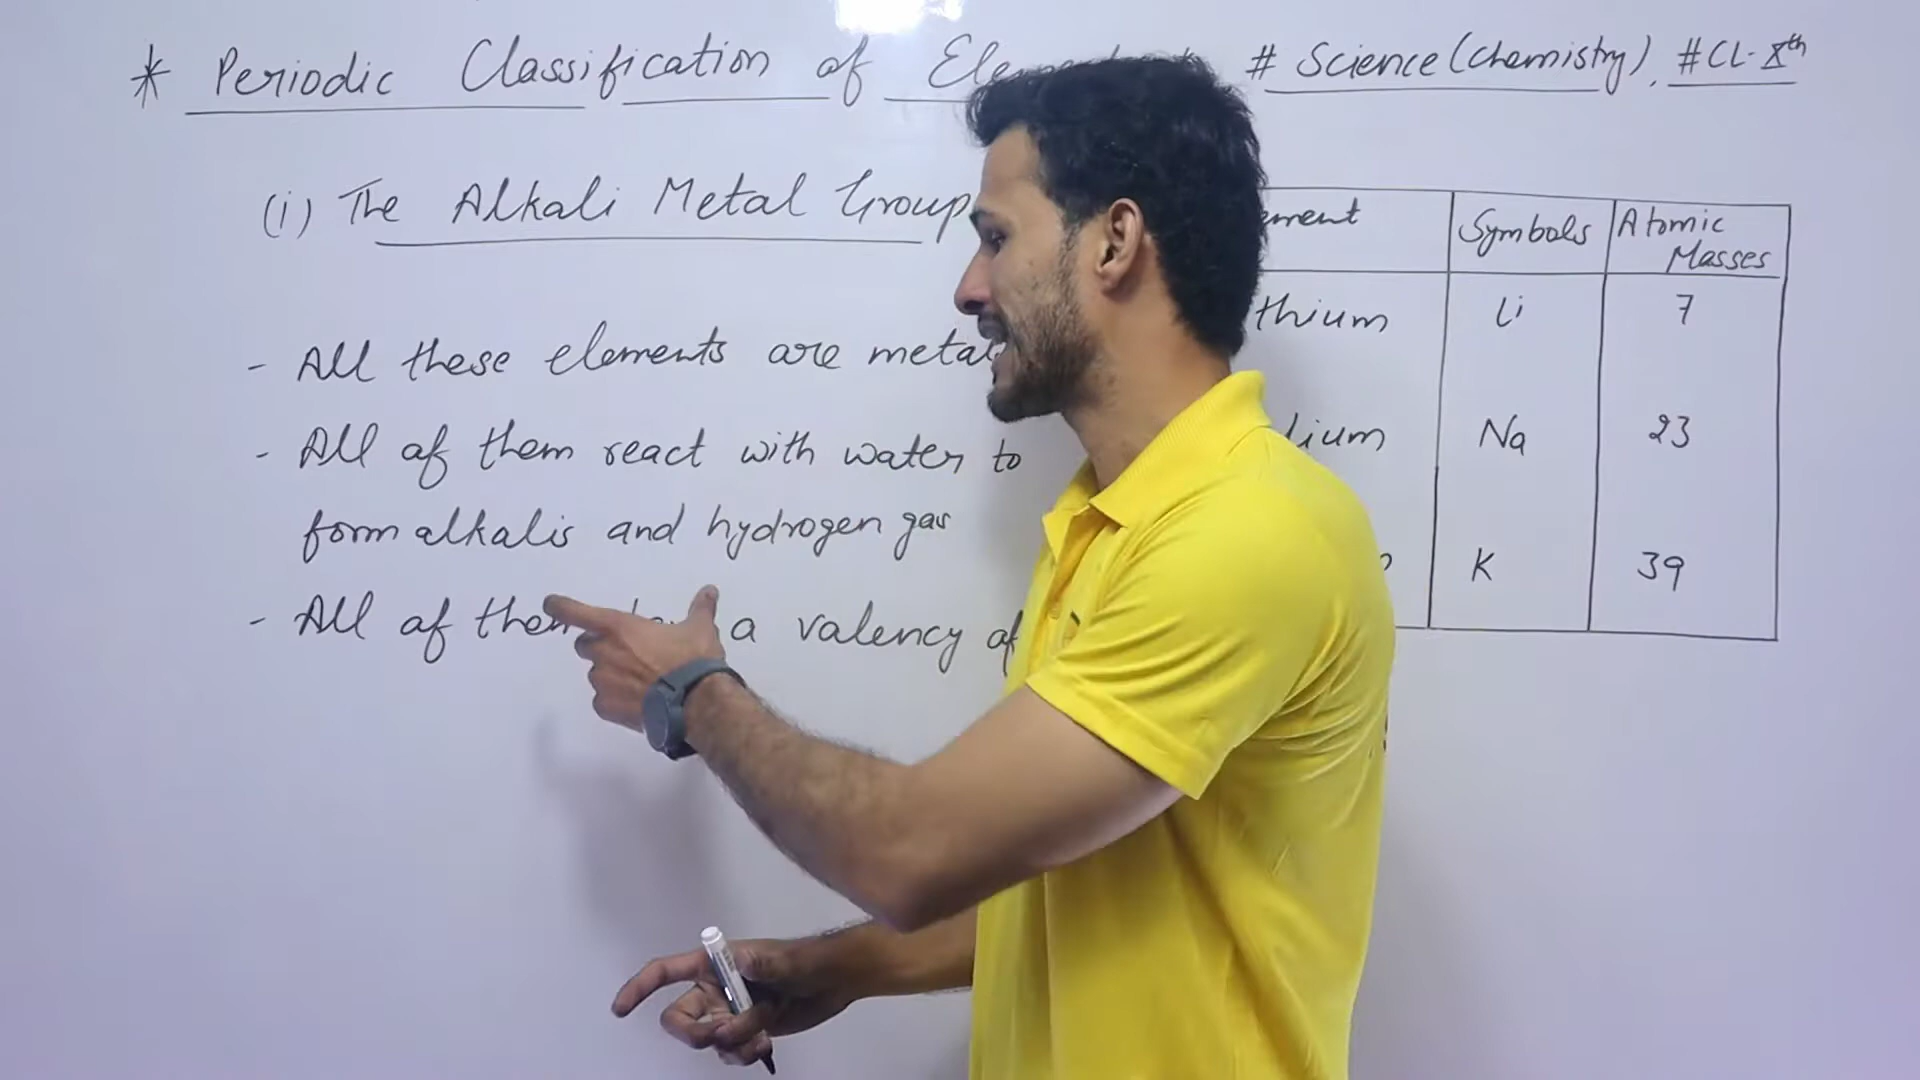 * Periodic Classification of # Science (Chemistry), #CL-Xth
(i) The Alkali Metal Group
- All these elements are
- All of them react with water to
form alkalis and hydrogen gas
- All of a valency of
Symbols Atomic
Masses
Li 7
Na 23
K 39